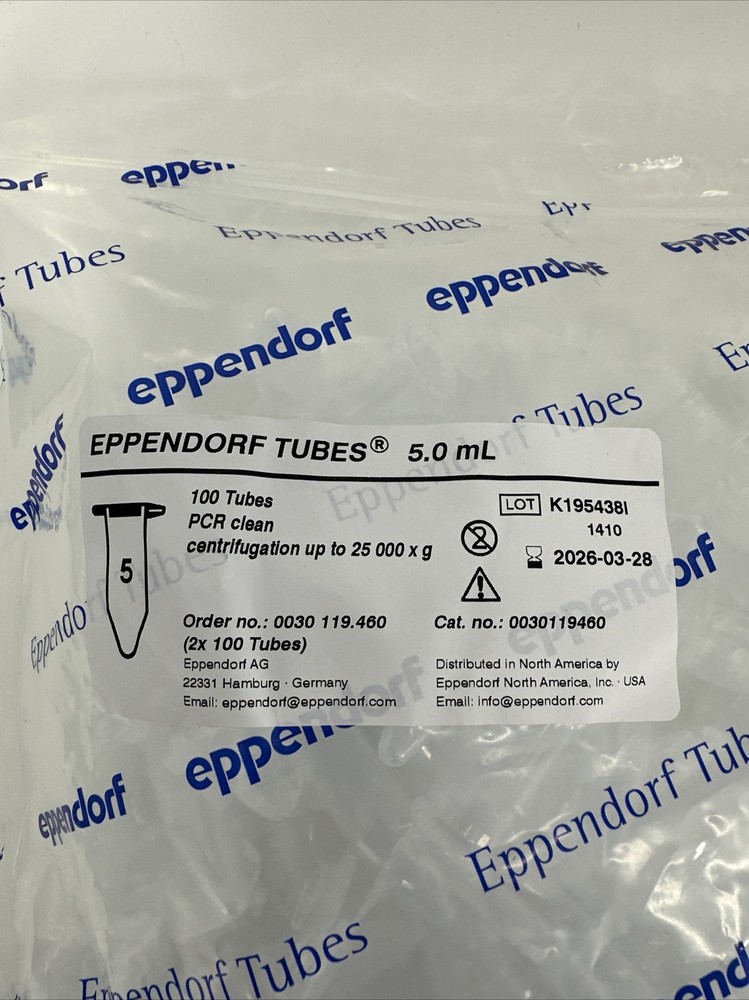 eppendorf
Eppendorf Tubes
Tubes
eppendorf
eppendorf
Tubes
eppendorf
EPPENDORF TUBES® 5.0 mL
100 Tubes
PCR clean
centrifugation up to 25 000 x g
5
LOT K195438I
1410
2026-03-28
2
Order no.: 0030 119.460
(2x 100 Tubes)
Eppendorf AG
22331 Hamburg · Germany
Email: eppendorf@eppendorf.com
Cat. no.: 0030119460
Distributed in North America by
Eppendorf North America, Inc. · USA
Email: info@eppendorf.com
eppendorf
eppendorf
Eppendorf Tub
Eppendorf Tubes